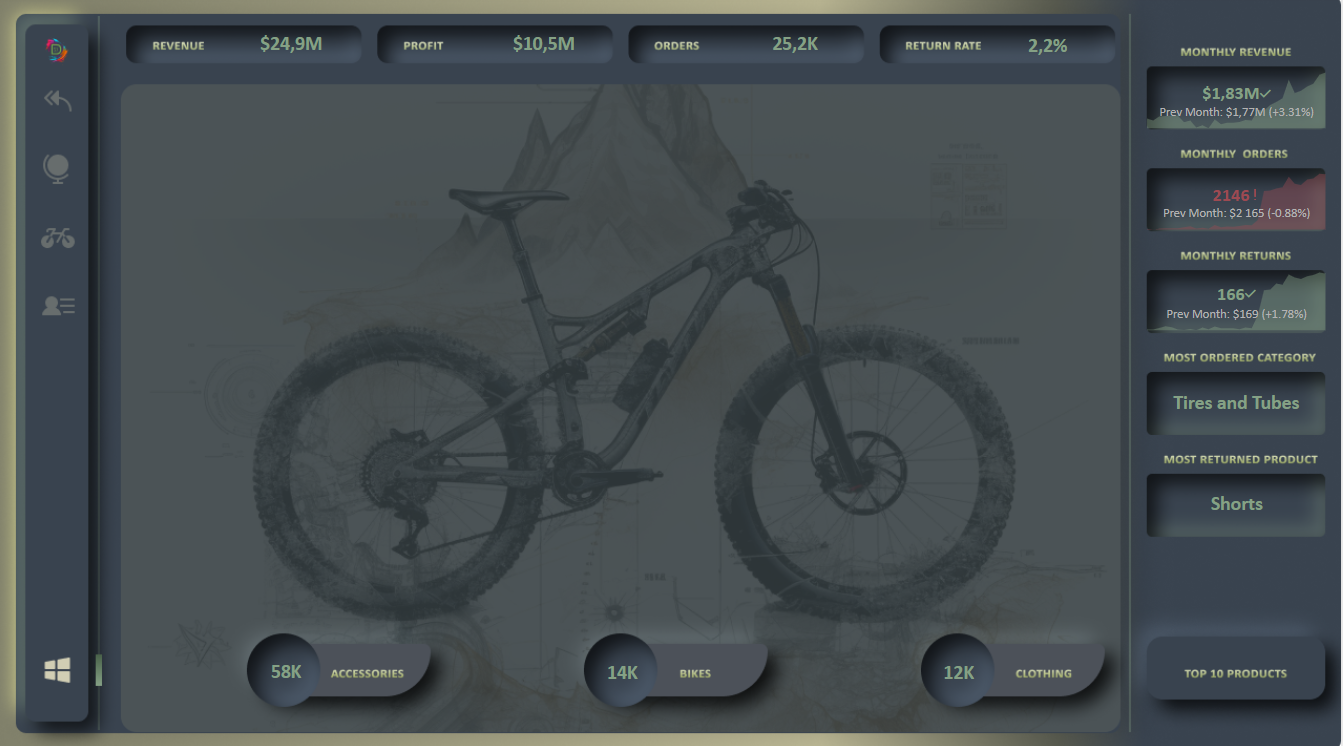 REVENUE $24,9M
PROFIT $10,5M
ORDERS 25,2K
RETURN RATE 2,2%
MONTHLY REVENUE
$1,83M✓
Prev Month: $1,77M (+3.31%)
MONTHLY ORDERS
2146 !
Prev Month: $2 165 (-0.88%)
MONTHLY RETURNS
166✓
Prev Month: $169 (+1.78%)
MOST ORDERED CATEGORY
Tires and Tubes
MOST RETURNED PRODUCT
Shorts
58K ACCESSORIES
14K BIKES
12K CLOTHING
TOP 10 PRODUCTS